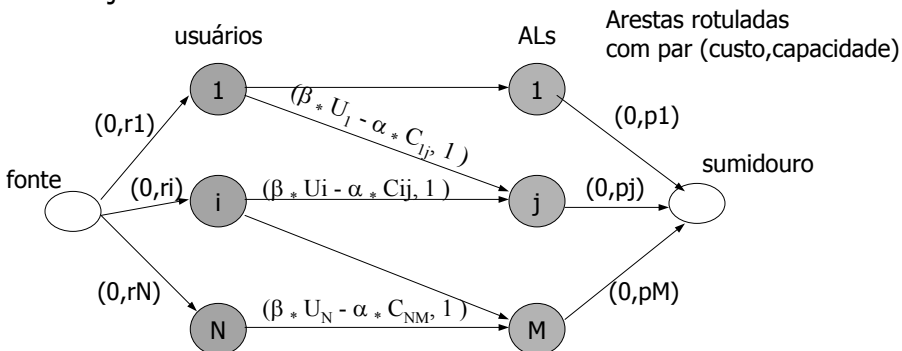 Arestas rotuladas
com par (custo,capacidade)
usuários
ALs
1
1
(β * U1 - α * C1j, 1 )
(0,r1)
(0,p1)
fonte
sumidouro
(0,ri)
i
(β * Ui - α * Cij, 1 )
j
(0,pj)
(0,rN)
N
(β * UN - α * CNM, 1 )
M
(0,pM)